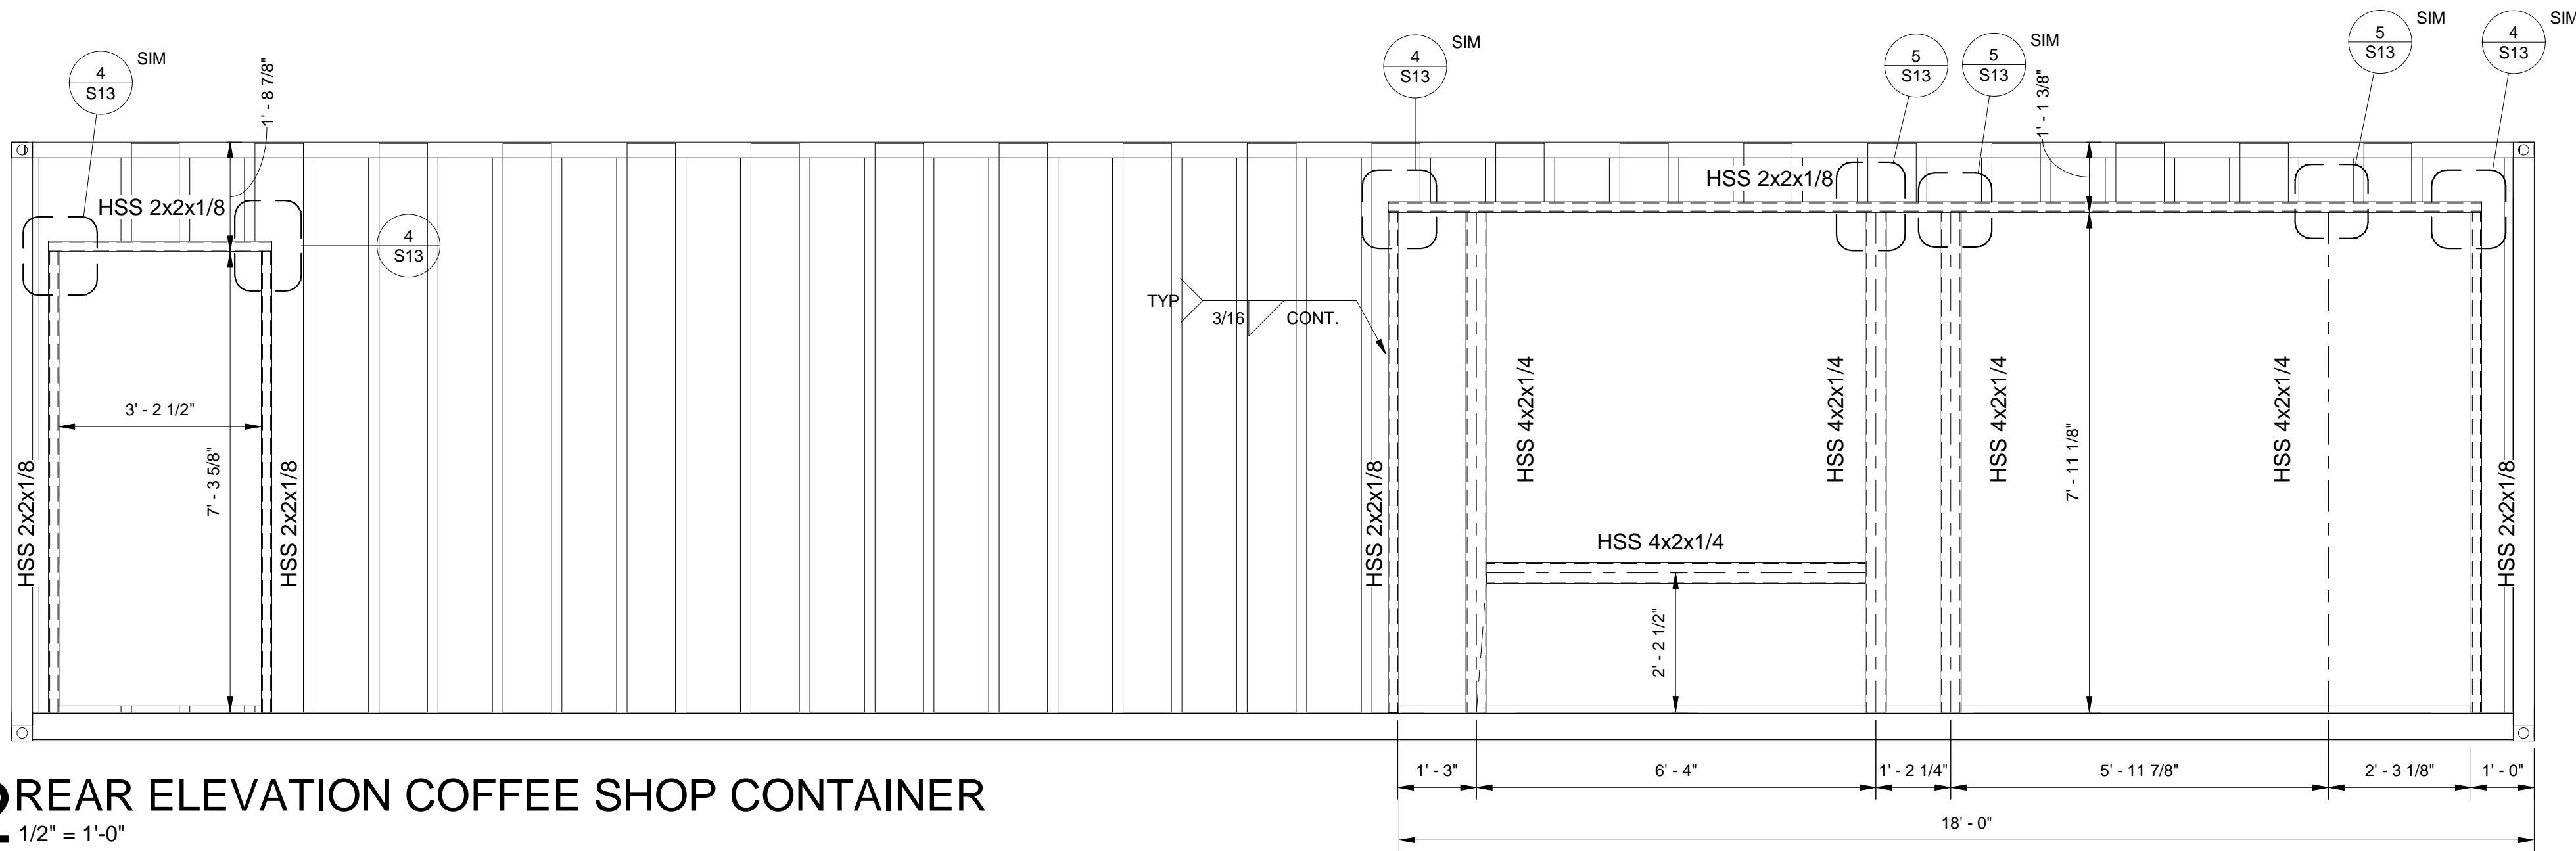 4
S13
SIM
1' - 8 7/8"
4
S13
SIM
5
S13
5
S13
SIM
1' - 1 3/8"
5
S13
SIM
4
S13
SIM
HSS 2x2x1/8
4
S13
HSS 2x2x1/8
TYP
3/16
CONT.
3' - 2 1/2"
7' - 3 5/8"
HSS 2x2x1/8
HSS 2x2x1/8
HSS 2x2x1/8
HSS 4x2x1/4
HSS 4x2x1/4
HSS 4x2x1/4
HSS 4x2x1/4
7' - 11 1/8"
HSS 4x2x1/4
2' - 2 1/2"
HSS 2x2x1/8
1' - 3"
6' - 4"
1' - 2 1/4"
5' - 11 7/8"
2' - 3 1/8"
1' - 0"
18' - 0"
REAR ELEVATION COFFEE SHOP CONTAINER
1/2" = 1'-0"